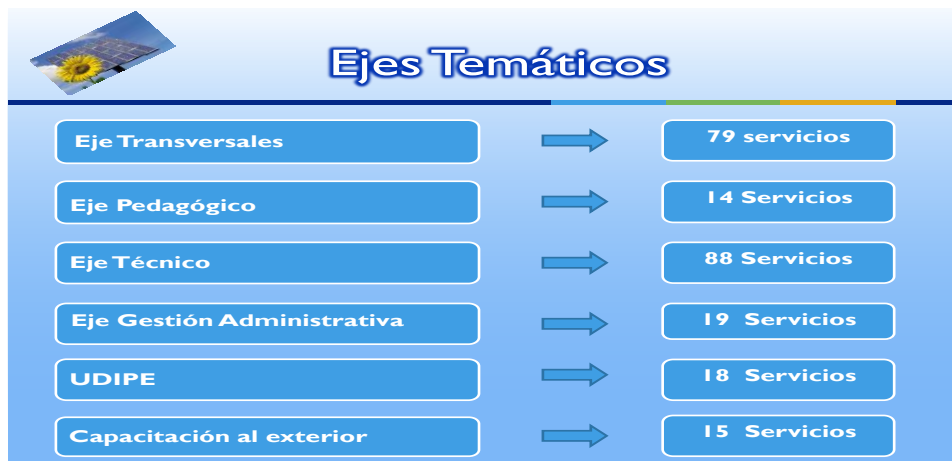 Ejes Temáticos
Eje Transversales
79 servicios
Eje Pedagógico
14 Servicios
Eje Técnico
88 Servicios
Eje Gestión Administrativa
19 Servicios
UDIPE
18 Servicios
Capacitación al exterior
15 Servicios